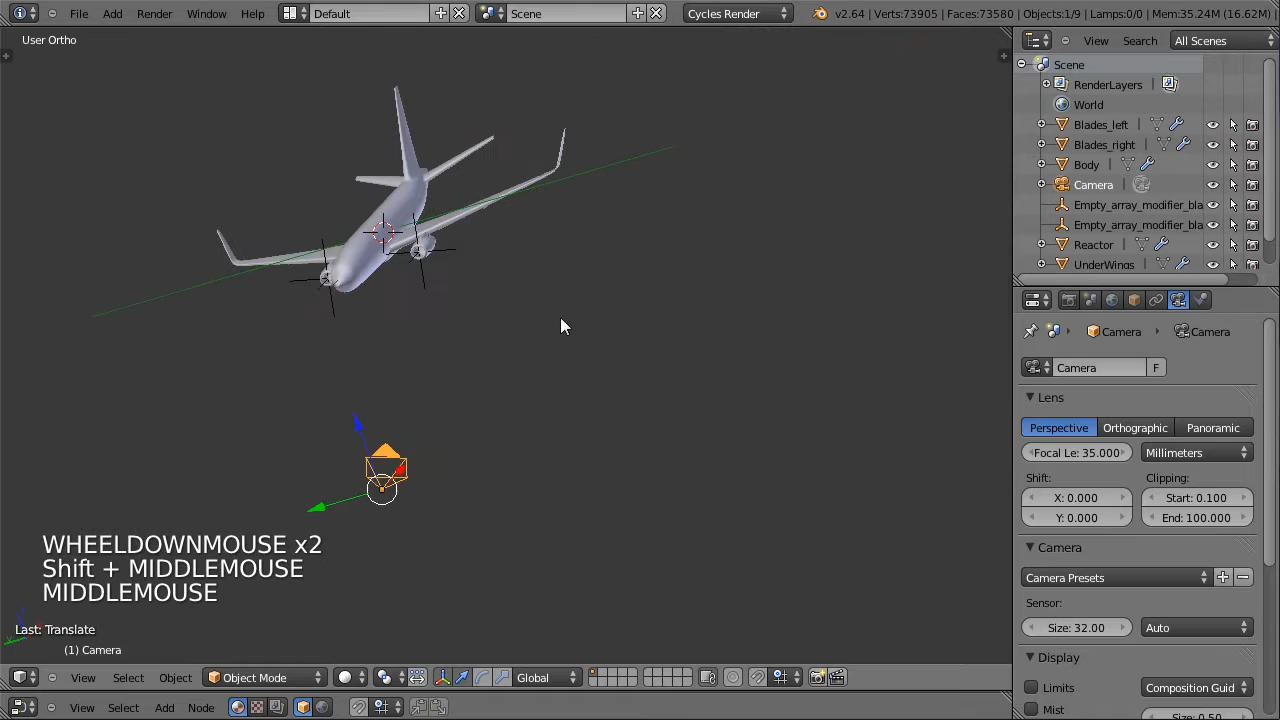 File Add Render Window Help Default Scene Cycles Render v2.64 | Verts:73905 | Faces:73580 | Objects:1/9 | Lamps:0/0 | Mem:35.24M (16.62M)
User Ortho
View Search All Scenes
Scene
RenderLayers
World
Blades_left
Blades_right
Body
Camera
Empty_array_modifier_bla
Empty_array_modifier_bla
Reactor
UnderWings
Camera Camera
Camera F
Lens
Perspective Orthographic Panoramic
Focal Le: 35.000 Millimeters
Shift: Clipping:
X: 0.000 Start: 0.100
Y: 0.000 End: 100.000
Camera
Camera Presets
Sensor:
Size: 32.00 Auto
Display
Limits Composition Guid
Mist Size: 0.50
WHEELDOWNMOUSE x2
Shift + MIDDLEMOUSE
MIDDLEMOUSE
Last: Translate
(1) Camera
View Select Object Object Mode Global
View Select Add Node